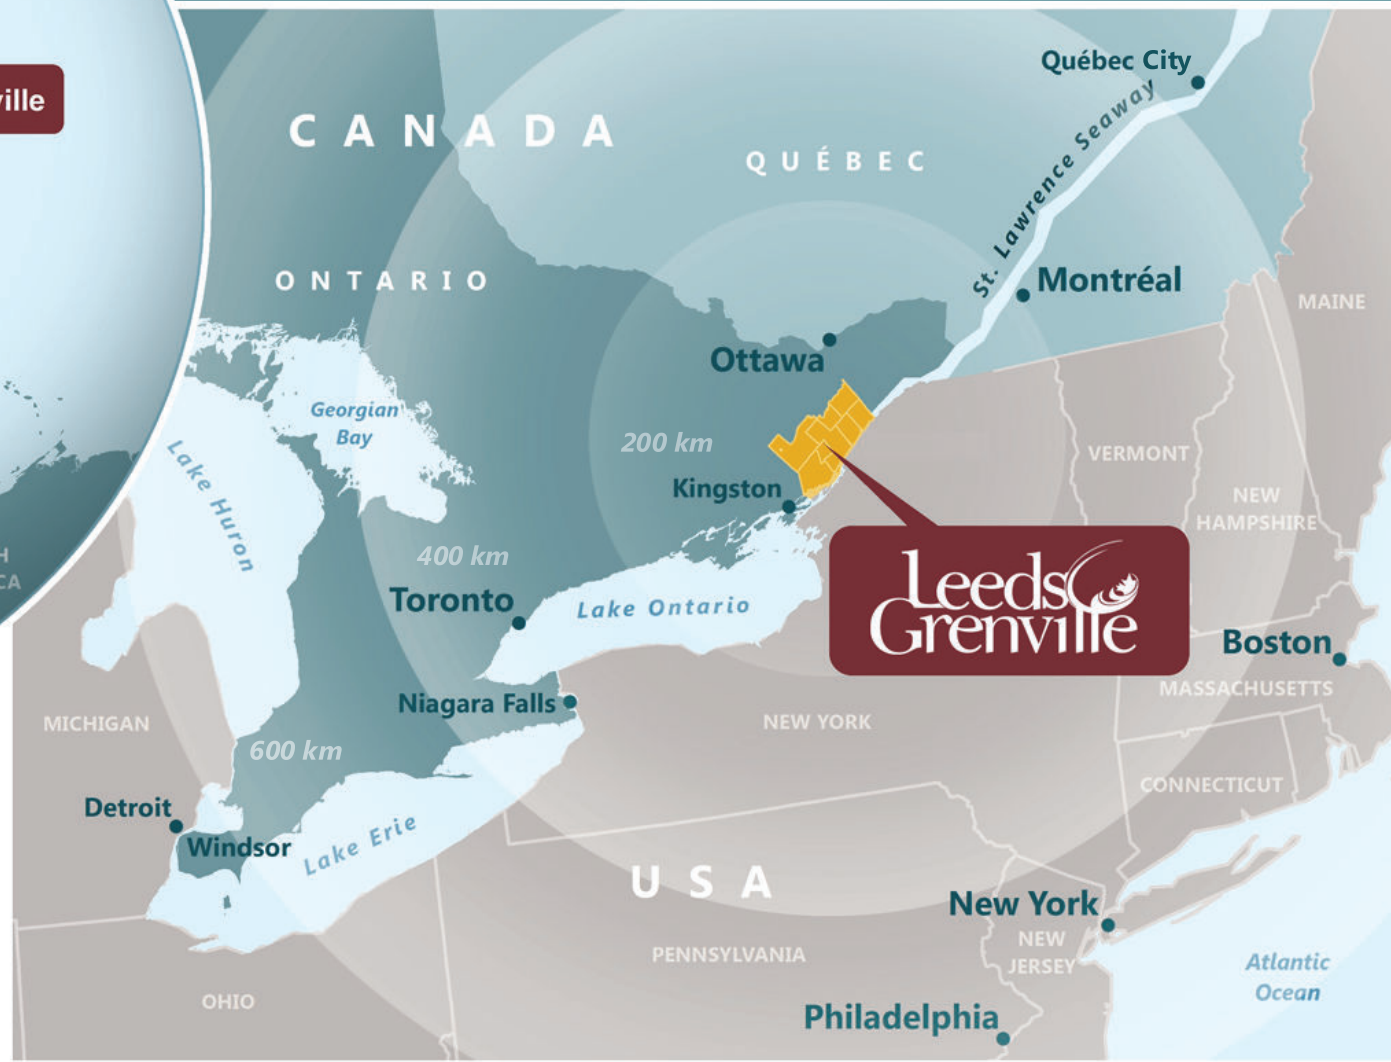 Québec City
ville
St. Lawrence Seaway
CANADA
QUÉBEC
ONTARIO
Montréal
MAINE
Ottawa
Georgian
Bay
200 km
VERMONT
Lake Huron
Kingston
NEW
HAMPSHIRE
400 km
Toronto
Lake Ontario
Leeds
Grenville
Boston
MASSACHUSETTS
Niagara Falls
MICHIGAN
NEW YORK
600 km
CONNECTICUT
Detroit
Windsor
Lake Erie
USA
New York
NEW
JERSEY
PENNSYLVANIA
Atlantic
Ocean
OHIO
Philadelphia